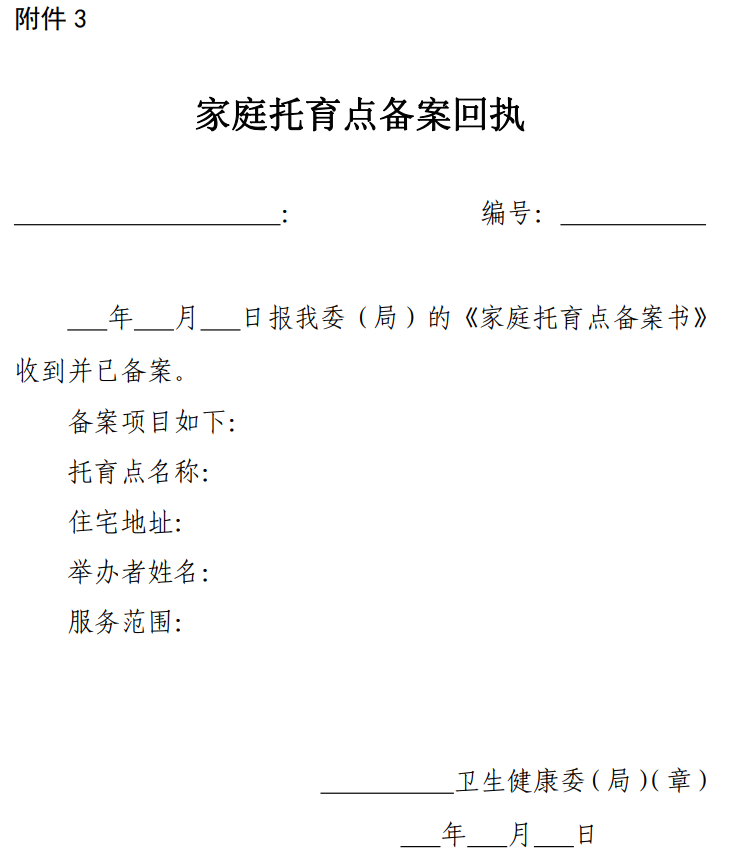 附件 3
家庭托育点备案回执
____________________: 编号: ___________
___年___月___日报我委（局）的《家庭托育点备案书》
收到并已备案。
备案项目如下:
托育点名称:
住宅地址:
举办者姓名:
服务范围:
__________卫生健康委(局)(章)
___年___月___日